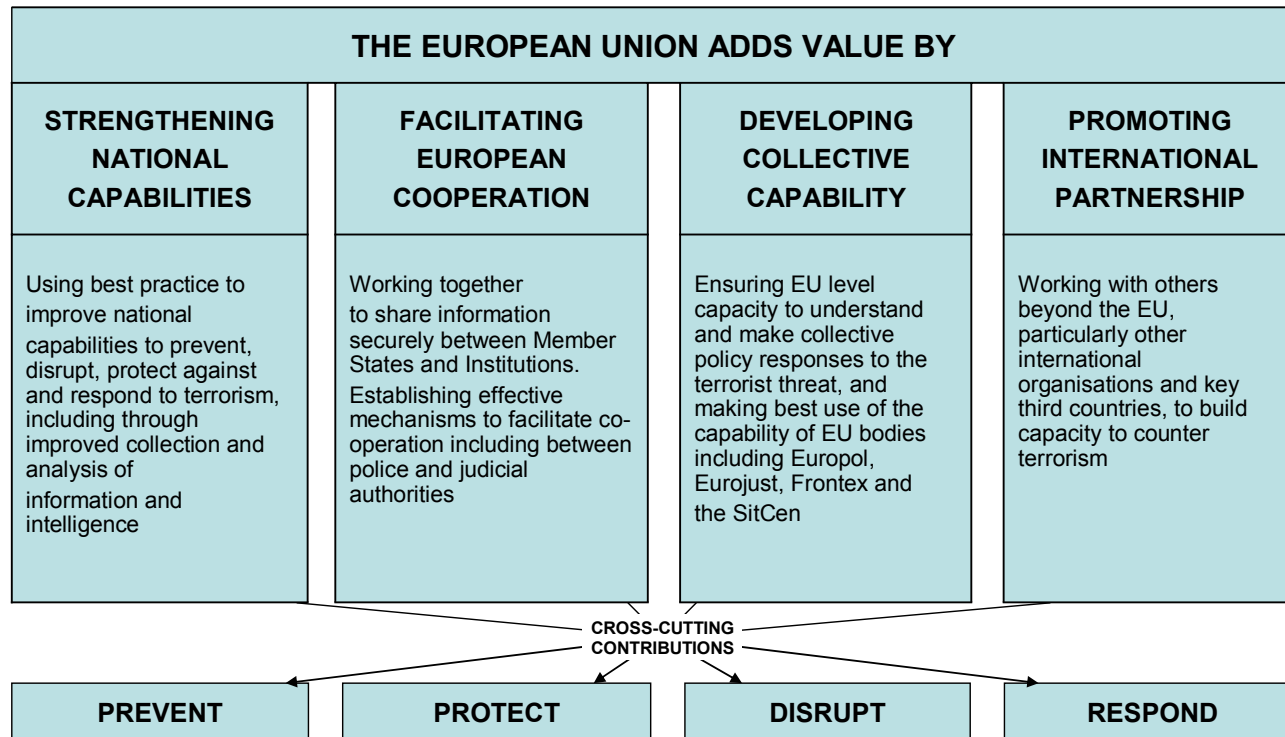 THE EUROPEAN UNION ADDS VALUE BY
STRENGTHENING
NATIONAL
CAPABILITIES
FACILITATING
EUROPEAN
COOPERATION
DEVELOPING
COLLECTIVE
CAPABILITY
PROMOTING
INTERNATIONAL
PARTNERSHIP
Using best practice to
improve national
capabilities to prevent,
disrupt, protect against
and respond to terrorism,
including through
improved collection and
analysis of
information and
intelligence
Working together
to share information
securely between Member
States and Institutions.
Establishing effective
mechanisms to facilitate co-
operation including between
police and judicial
authorities
Ensuring EU level
capacity to understand
and make collective
policy responses to the
terrorist threat, and
making best use of the
capability of EU bodies
including Europol,
Eurojust, Frontex and
the SitCen
Working with others
beyond the EU,
particularly other
international
organisations and key
third countries, to build
capacity to counter
terrorism
CROSS-CUTTING
CONTRIBUTIONS
PREVENT
PROTECT
DISRUPT
RESPOND